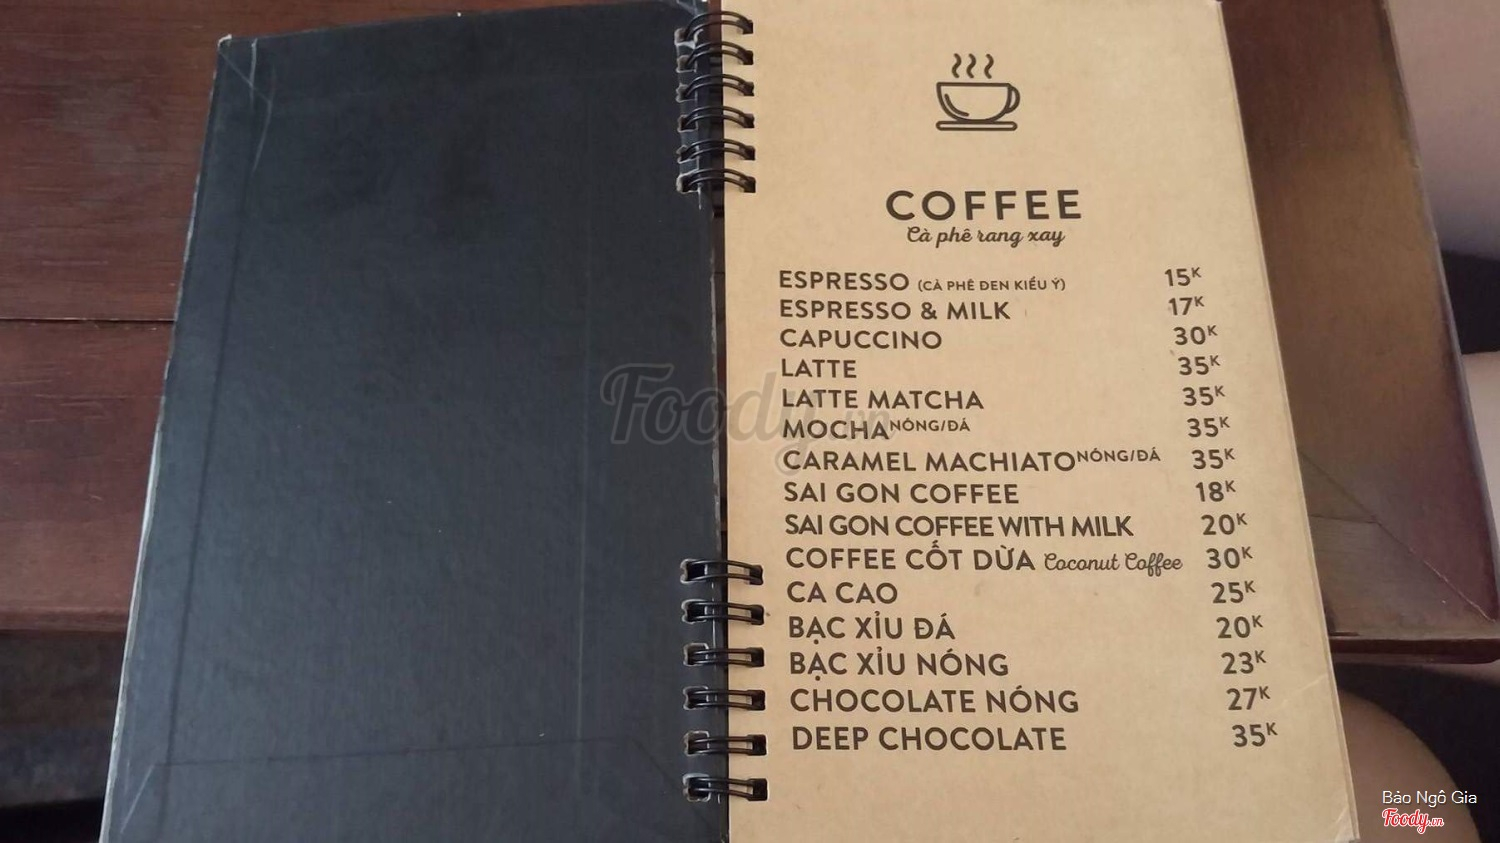 COFFEE
Cà phê rang xay
ESPRESSO (CÀ PHÊ ĐEN KIỂU Ý) 15K
ESPRESSO & MILK 17K
CAPUCCINO 30K
LATTE 35K
LATTE MATCHA 35K
MOCHA NÓNG/ĐÁ 35K
CARAMEL MACHIATO NÓNG/ĐÁ 35K
SAI GON COFFEE 18K
SAI GON COFFEE WITH MILK 20K
COFFEE CỐT DỪA Coconut Coffee 30K
CA CAO 25K
BẠC XỈU ĐÁ 20K
BẠC XỈU NÓNG 23K
CHOCOLATE NÓNG 27K
DEEP CHOCOLATE 35K
Foody.vn
Bảo Ngô Gia
Foody.vn